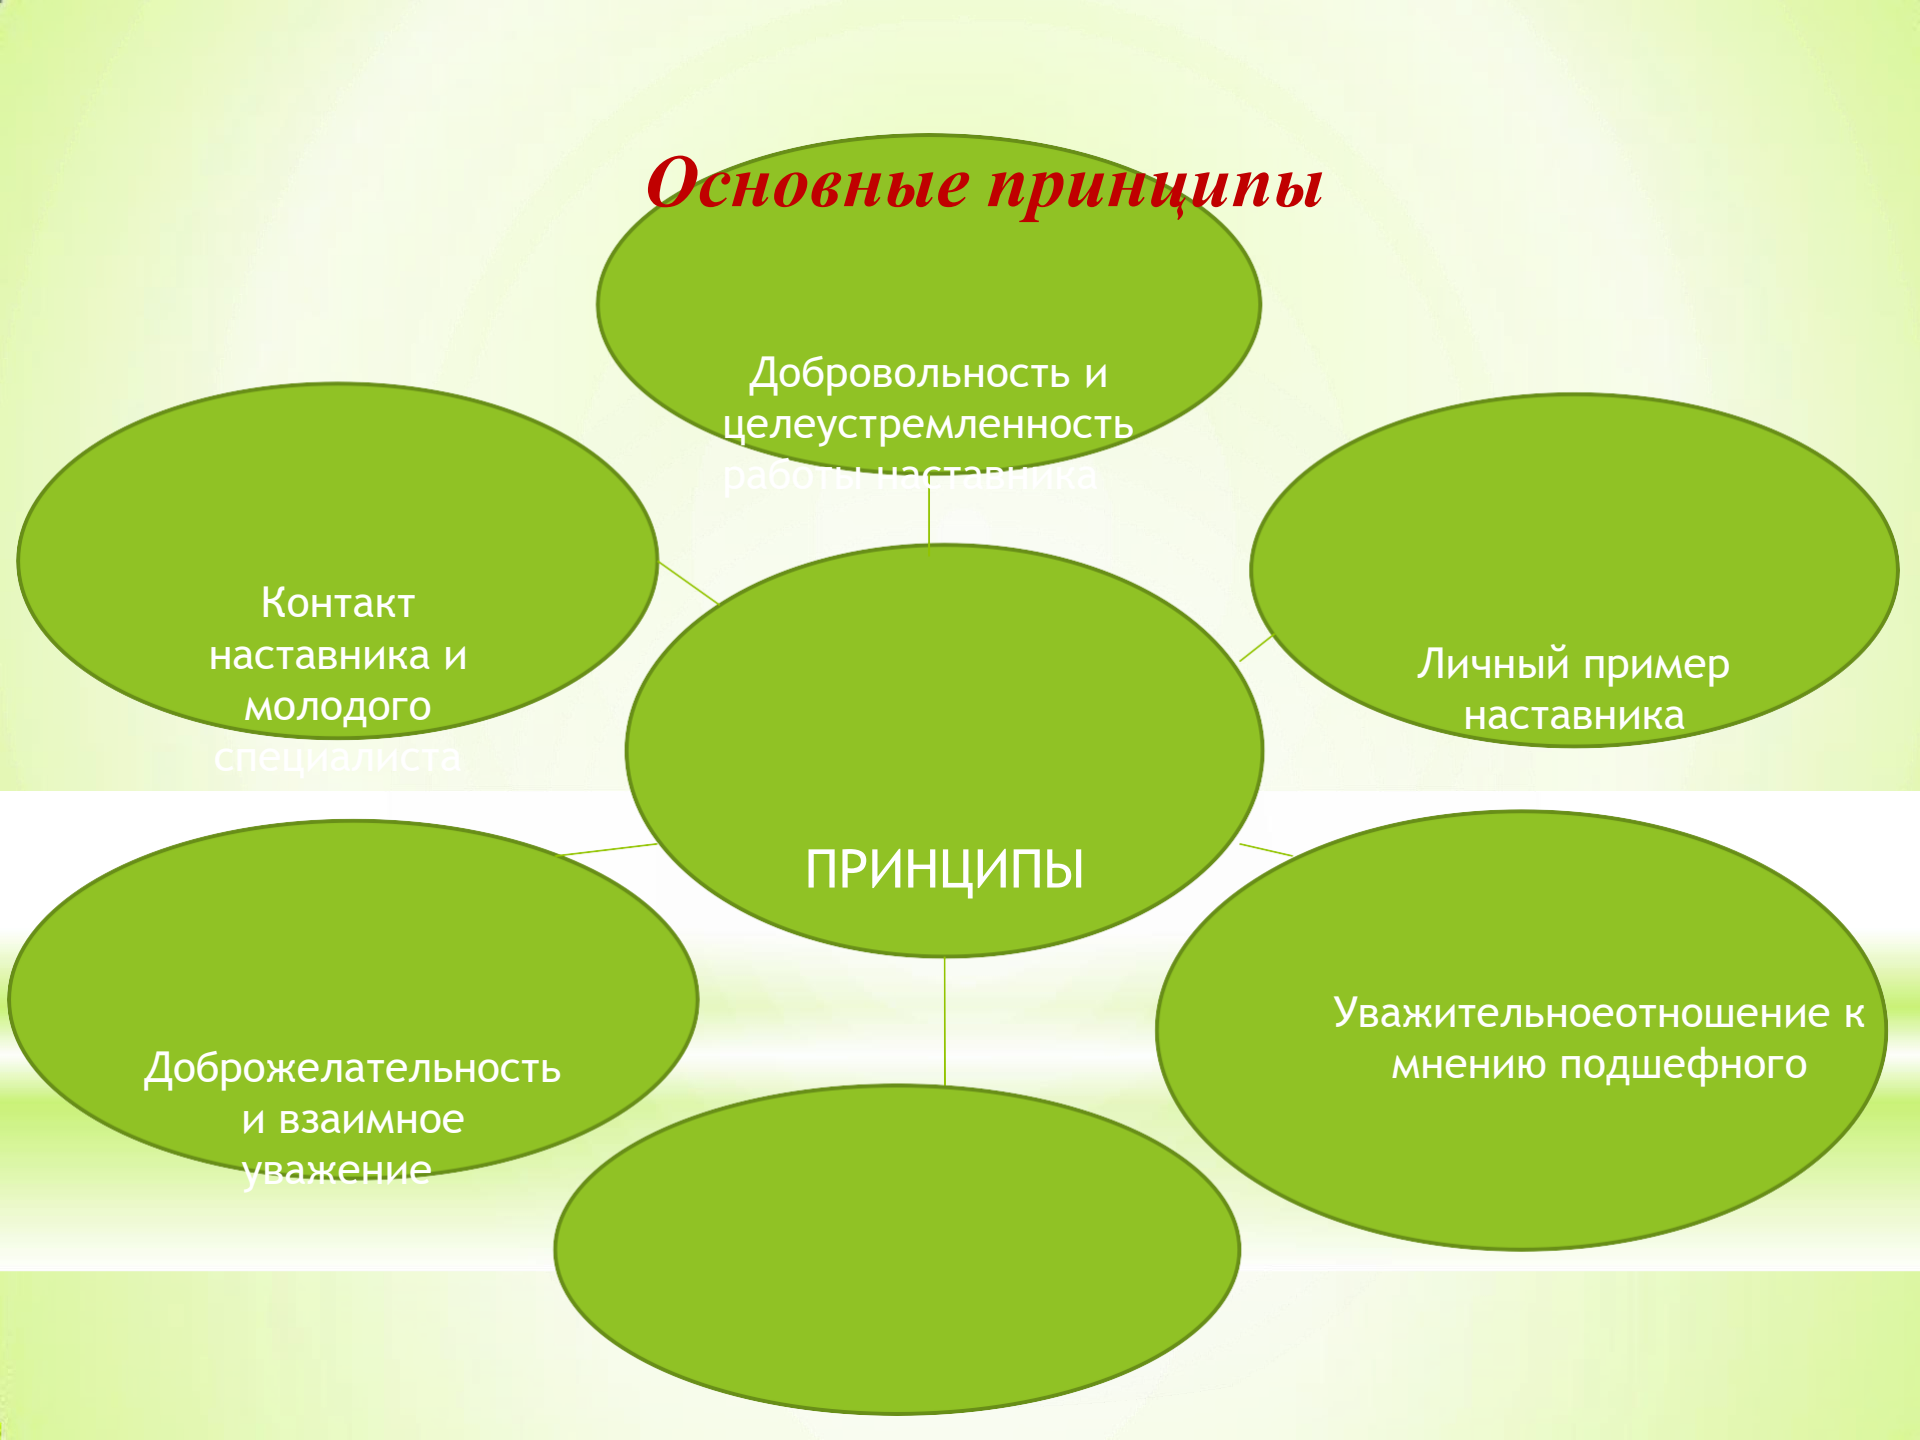 Основные принципы
Добровольность и
целеустремленность
работы наставника
Контакт
наставника и
молодого
специалиста
Личный пример
наставника
ПРИНЦИПЫ
Уважительноеотношение к
мнению подшефного
Доброжелательность
и взаимное
уважение